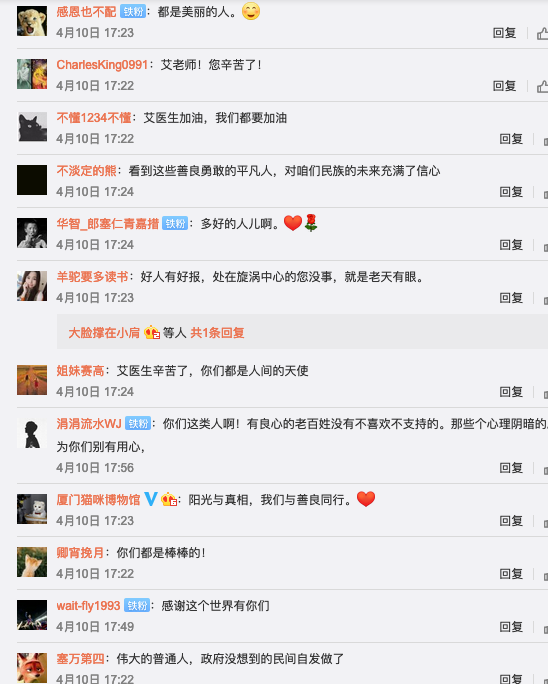 感恩也不配 铁粉：都是美丽的人。
4月10日 17:23 回复
CharlesKing0991：艾老师！您辛苦了！
4月10日 17:22 回复
不懂1234不懂：艾医生加油，我们都要加油
4月10日 17:22 回复
不淡定的熊：看到这些善良勇敢的平凡人，对咱们民族的未来充满了信心
4月10日 17:24 回复
华智_郎塞仁青嘉措 铁粉：多好的人儿啊。
4月10日 17:24 回复
羊驼要多读书：好人有好报，处在旋涡中心的您没事，就是老天有眼。
4月10日 17:23 回复
大脸撑在小肩 等人 共1条回复
姐妹赛高：艾医生辛苦了，你们都是人间的天使
4月10日 17:24 回复
涓涓流水WJ 铁粉：你们这类人啊！有良心的老百姓没有不喜欢不支持的。那些个心理阴暗的
为你们别有用心，
4月10日 17:56 回复
厦门猫咪博物馆：阳光与真相，我们与善良同行。
4月10日 17:23 回复
卿宵挽月：你们都是棒棒的！
4月10日 17:22 回复
wait-fly1993 铁粉：感谢这个世界有你们
4月10日 17:49 回复
塞万第四：伟大的普通人，政府没想到的民间自发做了
4月10日 17:22 回复